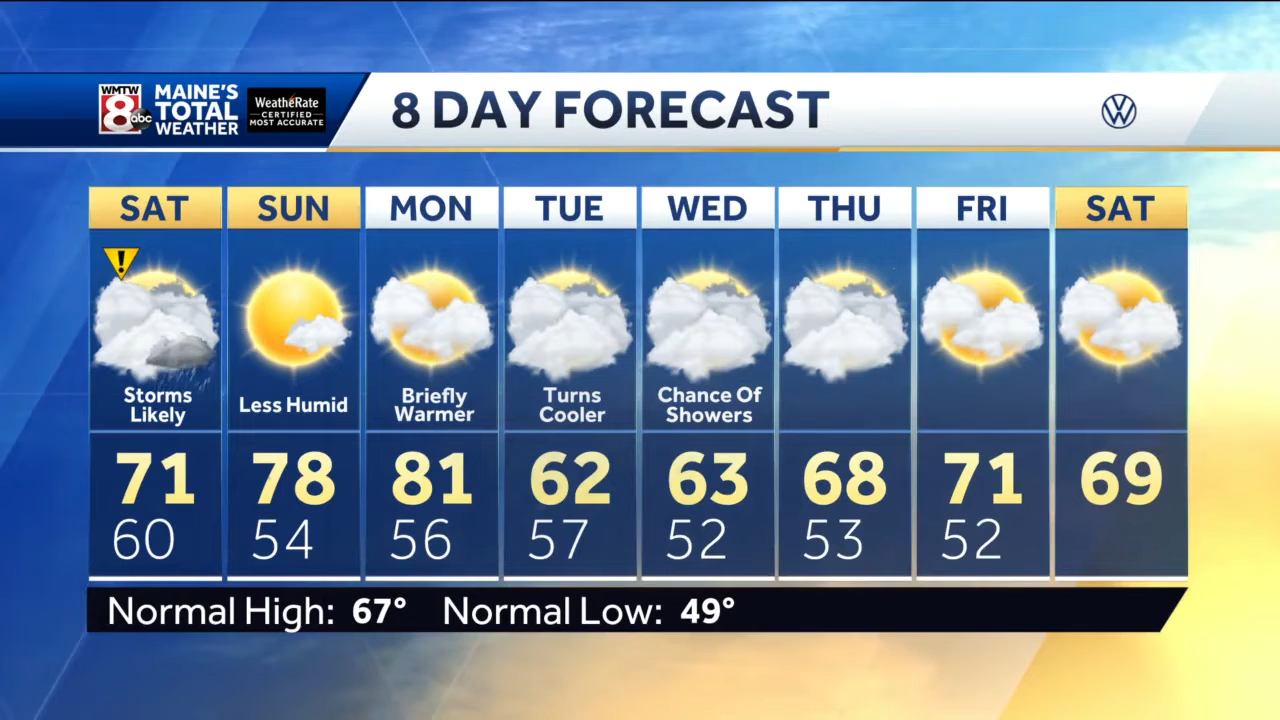 WMTW
8
abc
MAINE'S
TOTAL
WEATHER
WeatheRate
CERTIFIED
MOST ACCURATE
8 DAY FORECAST
SAT SUN MON TUE WED THU FRI SAT
!
Storms
Likely
Less Humid
Briefly
Warmer
Turns
Cooler
Chance Of
Showers
71 78 81 62 63 68 71 69
60 54 56 57 52 53 52
Normal High: 67° Normal Low: 49°